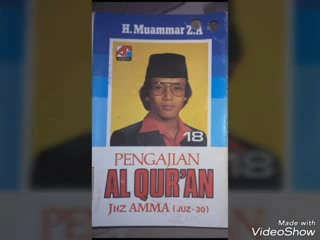 H. Muammar Z.A
18
PENGAJIAN
AL QUR'AN
Juz AMMA (JUZ-30)
Made with
VideoShow